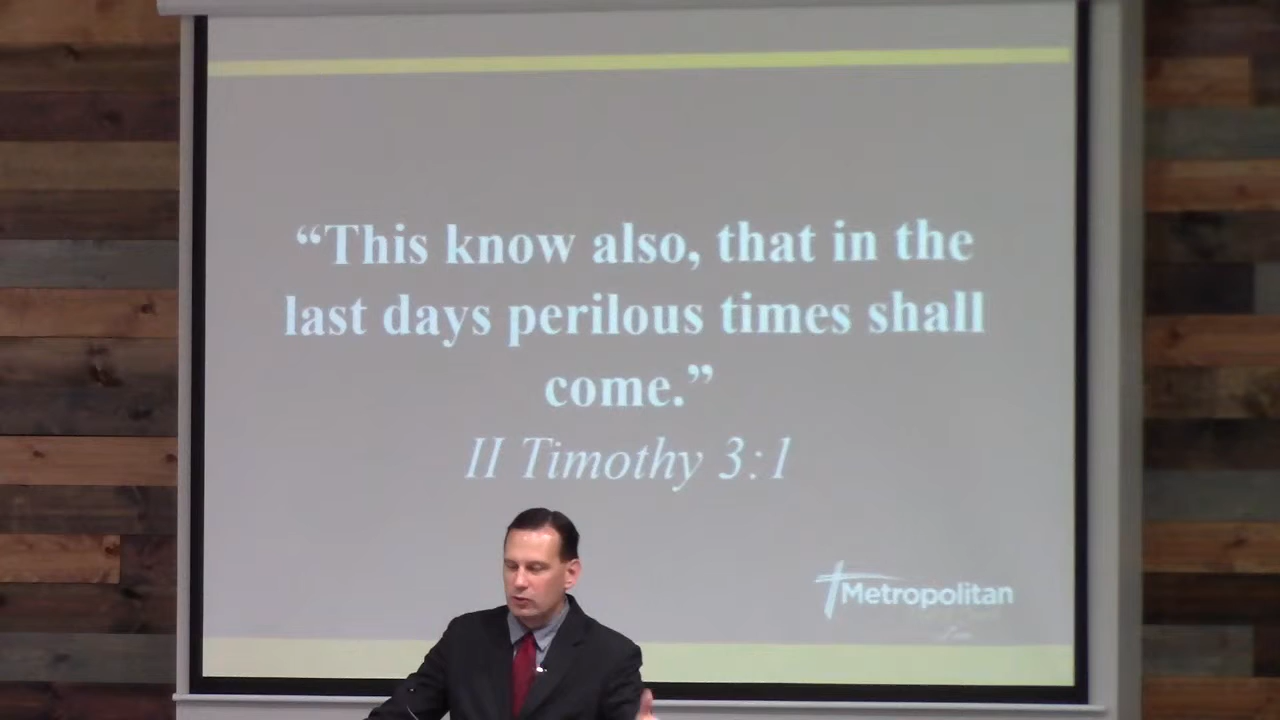 “This know also, that in the
last days perilous times shall
come.”
II Timothy 3:1
Metropolitan